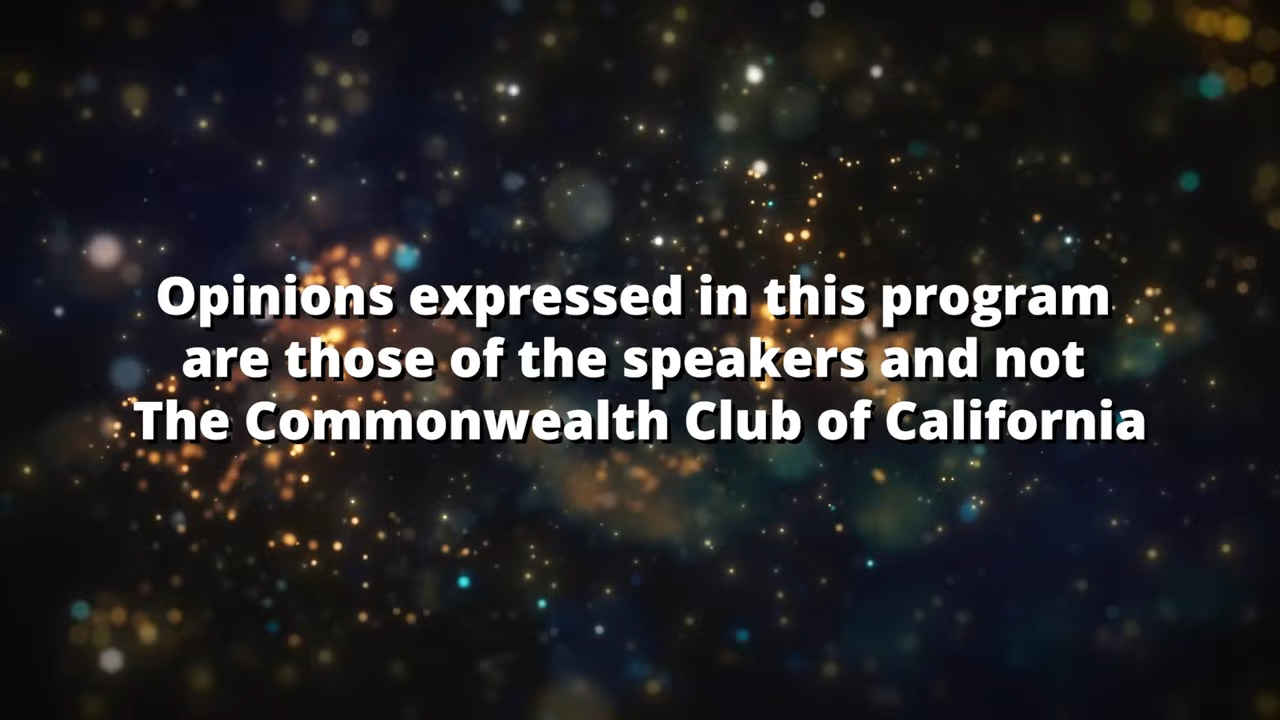 Opinions expressed in this program
are those of the speakers and not
The Commonwealth Club of California